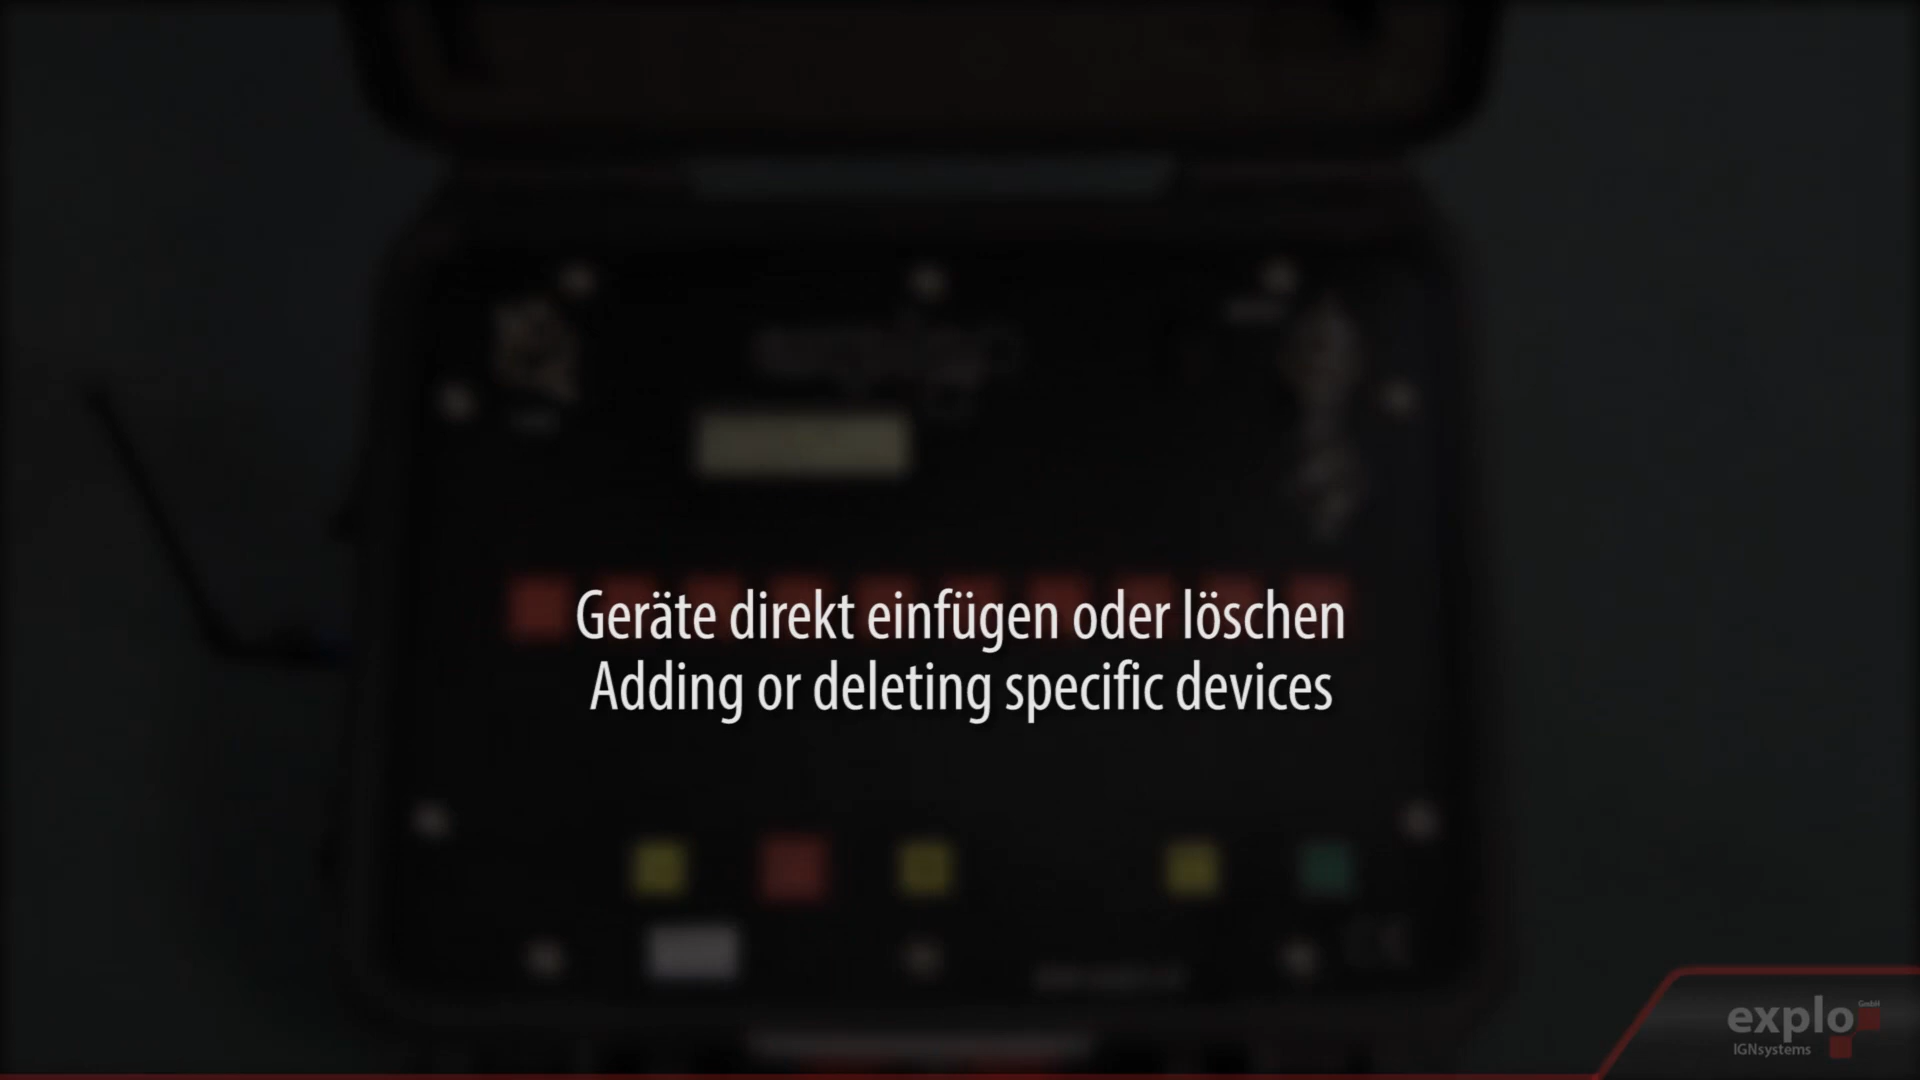 Geräte direkt einfügen oder löschen
Adding or deleting specific devices
explo GmbH
IGNsystems